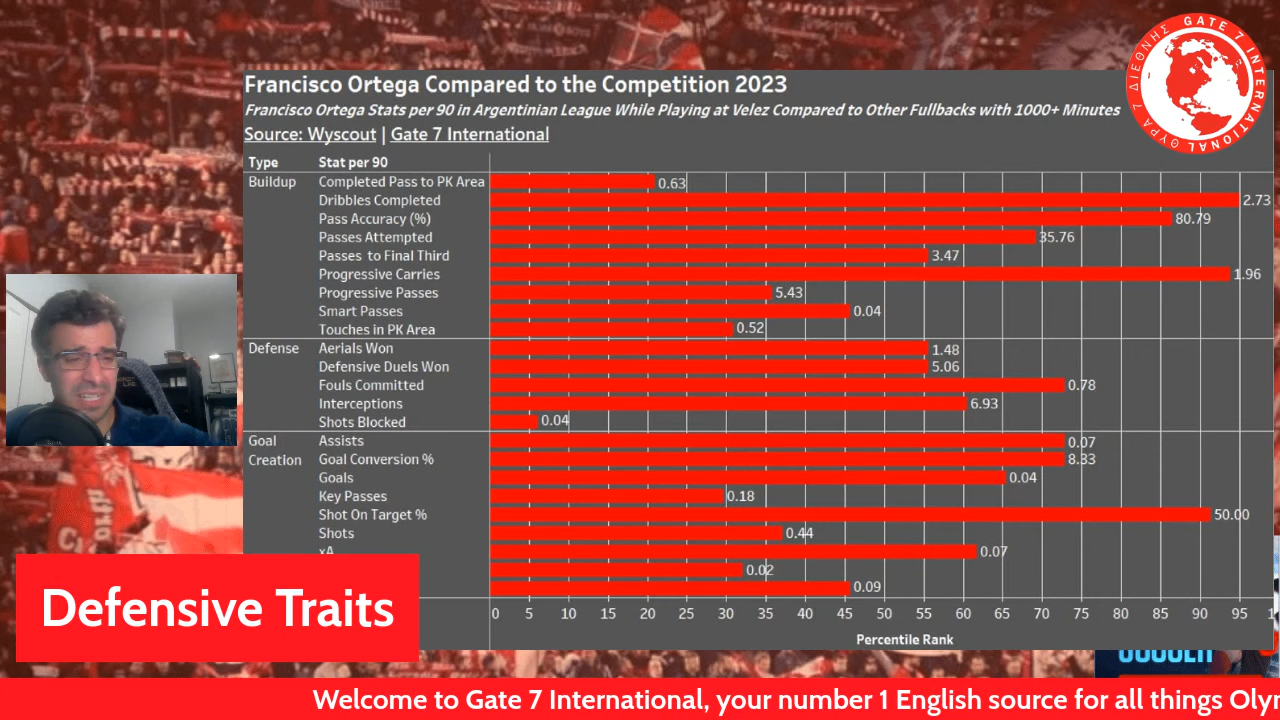 GATE 7 INTERNATIONAL
ΘΥΡΑ 7 ΔΙΕΘΝΗΣ
Francisco Ortega Compared to the Competition 2023
Francisco Ortega Stats per 90 in Argentinian League While Playing at Velez Compared to Other Fullbacks with 1000+ Minutes
Source: Wyscout | Gate 7 International
Type Stat per 90
Buildup Completed Pass to PK Area 0.63
Dribbles Completed 2.73
Pass Accuracy (%) 80.79
Passes Attempted 35.76
Passes to Final Third 3.47
Progressive Carries 1.96
Progressive Passes 5.43
Smart Passes 0.04
Touches in PK Area 0.52
Defense Aerials Won 1.48
Defensive Duels Won 5.06
Fouls Committed 0.78
Interceptions 6.93
Shots Blocked 0.04
Goal Assists 0.07
Creation Goal Conversion % 8.33
Goals 0.04
Key Passes 0.18
Shot On Target % 50.00
Shots 0.44
xA 0.07
0.02
0.09
0 5 10 15 20 25 30 35 40 45 50 55 60 65 70 75 80 85 90 95 1
Percentile Rank
Defensive Traits
Welcome to Gate 7 International, your number 1 English source for all things Olyr